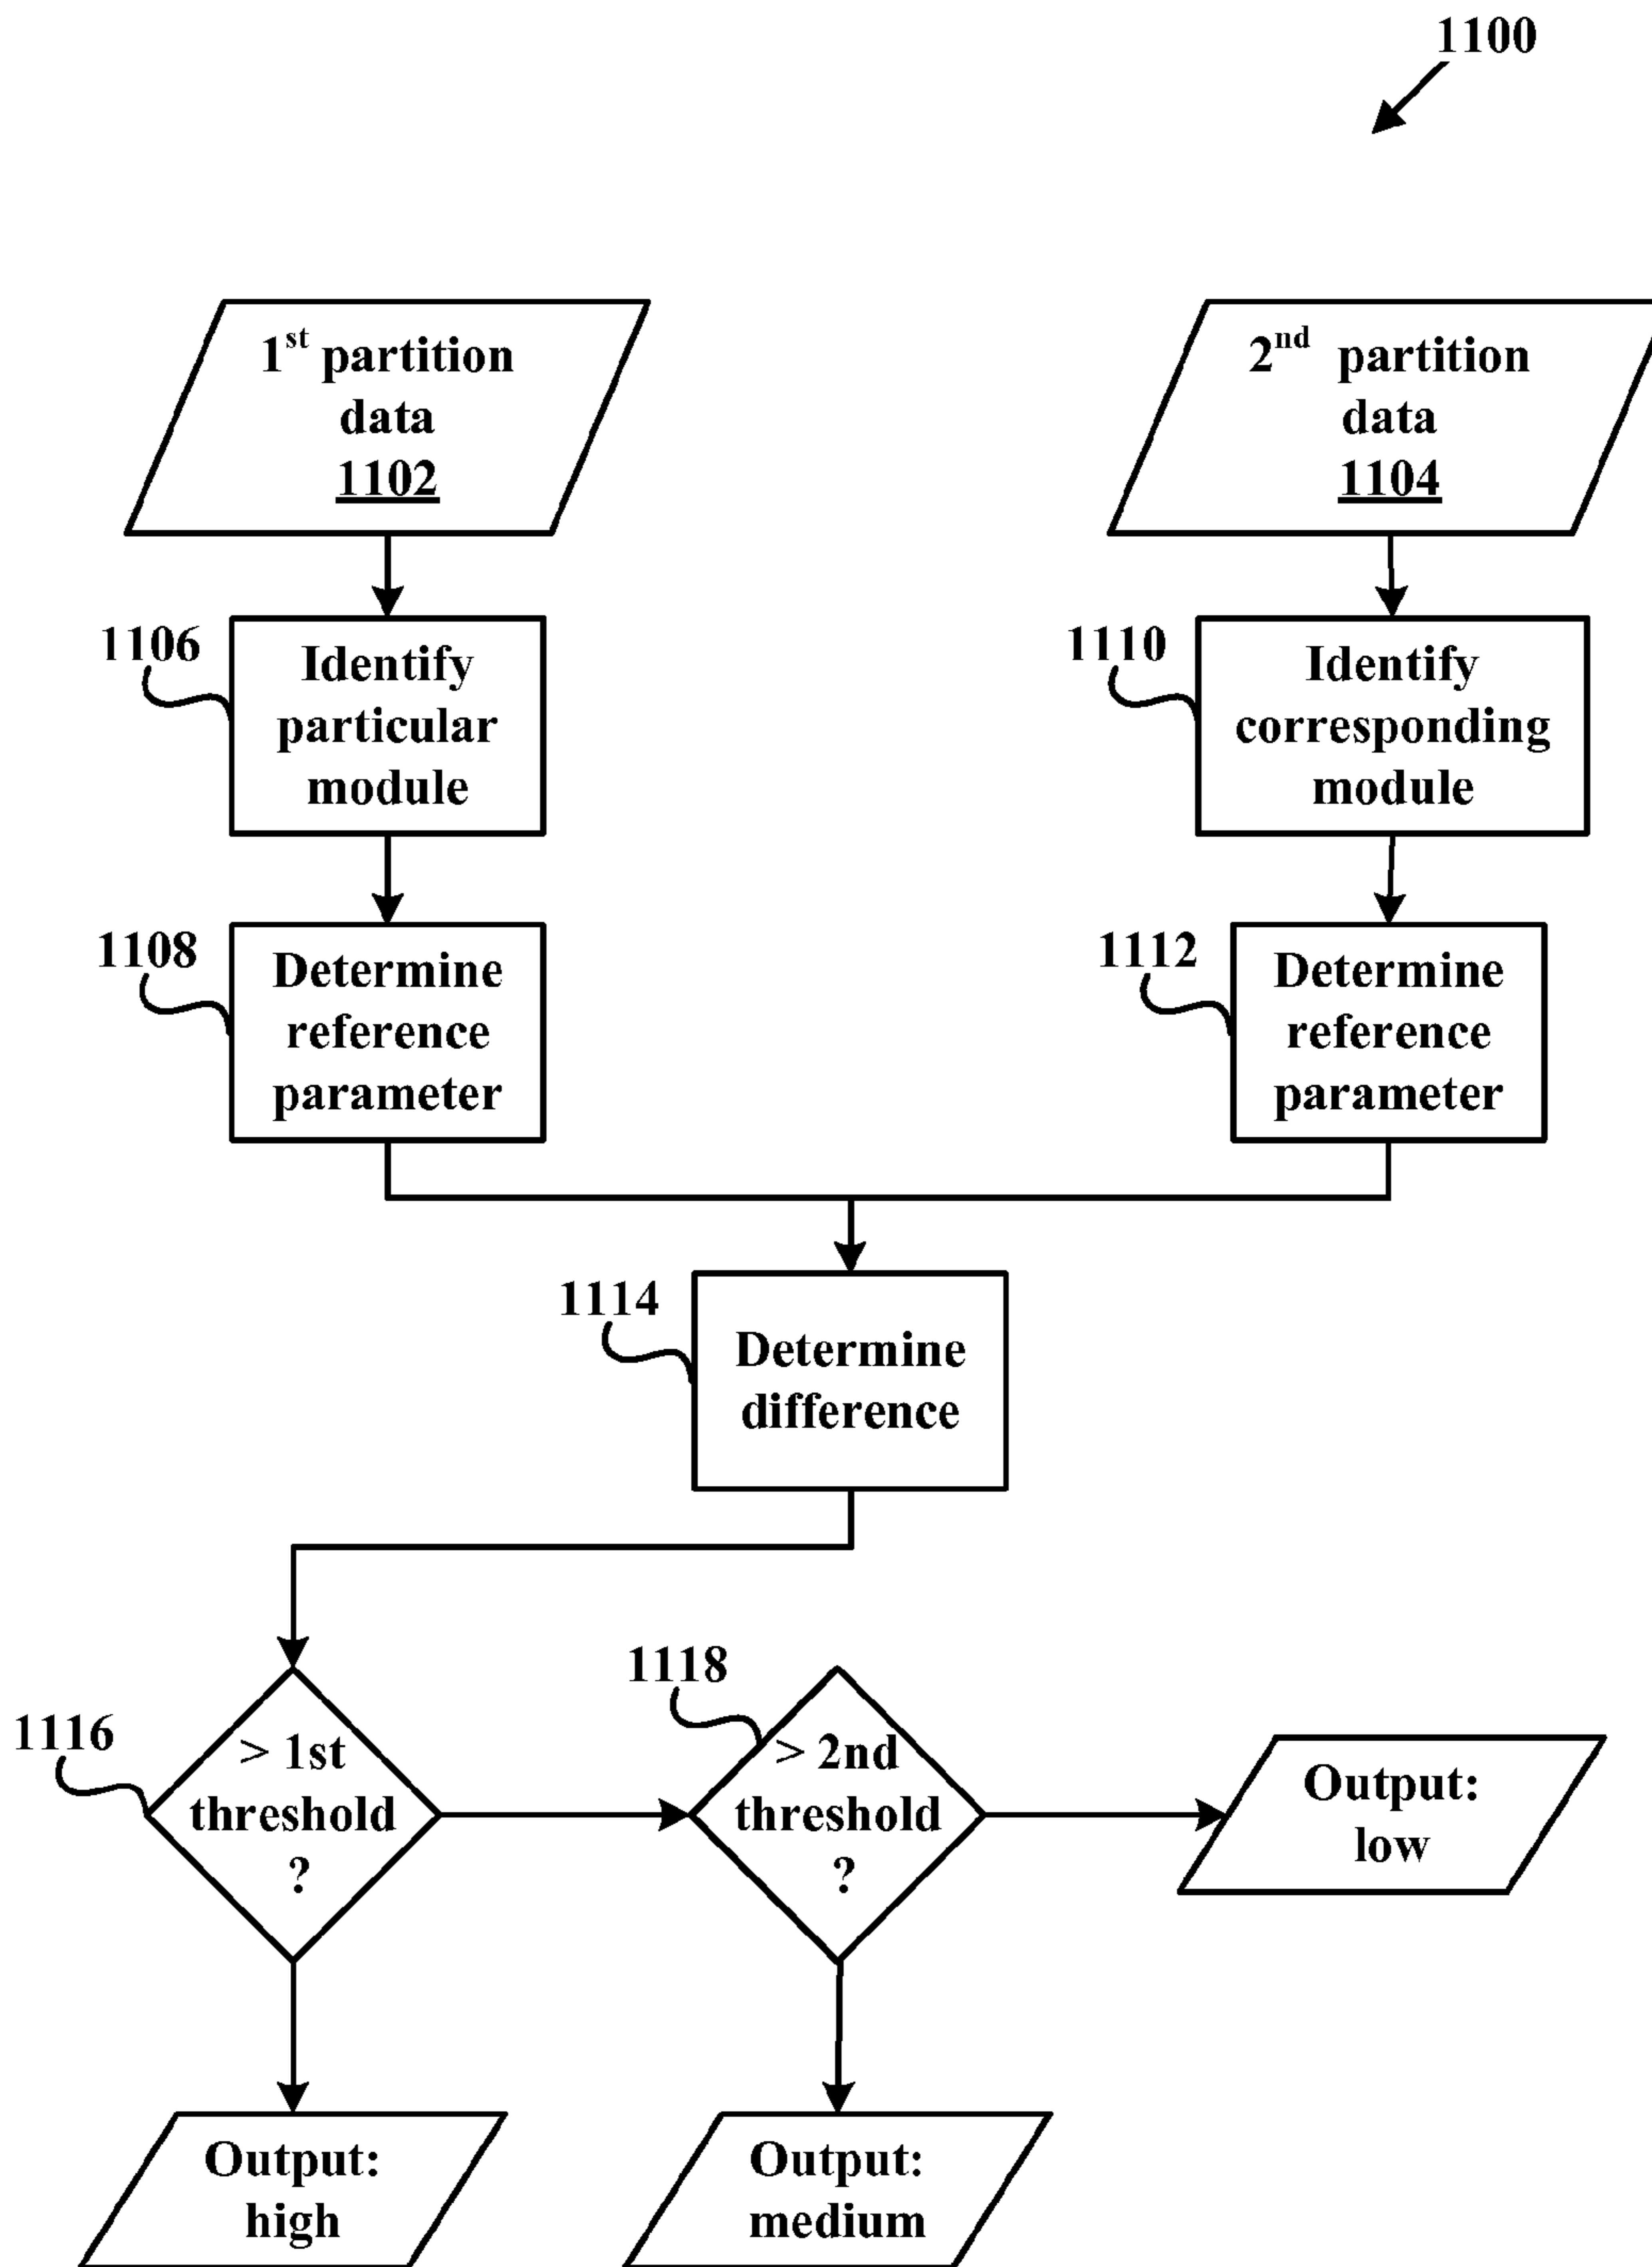 1100
1st partition
data
1102
2nd partition
data
1104
1106
Identify
particular
module
1110
Identify
corresponding
module
1108
Determine
reference
parameter
1112
Determine
reference
parameter
1114
Determine
difference
1116
> 1st
threshold
?
1118
> 2nd
threshold
?
Output:
low
Output:
high
Output:
medium